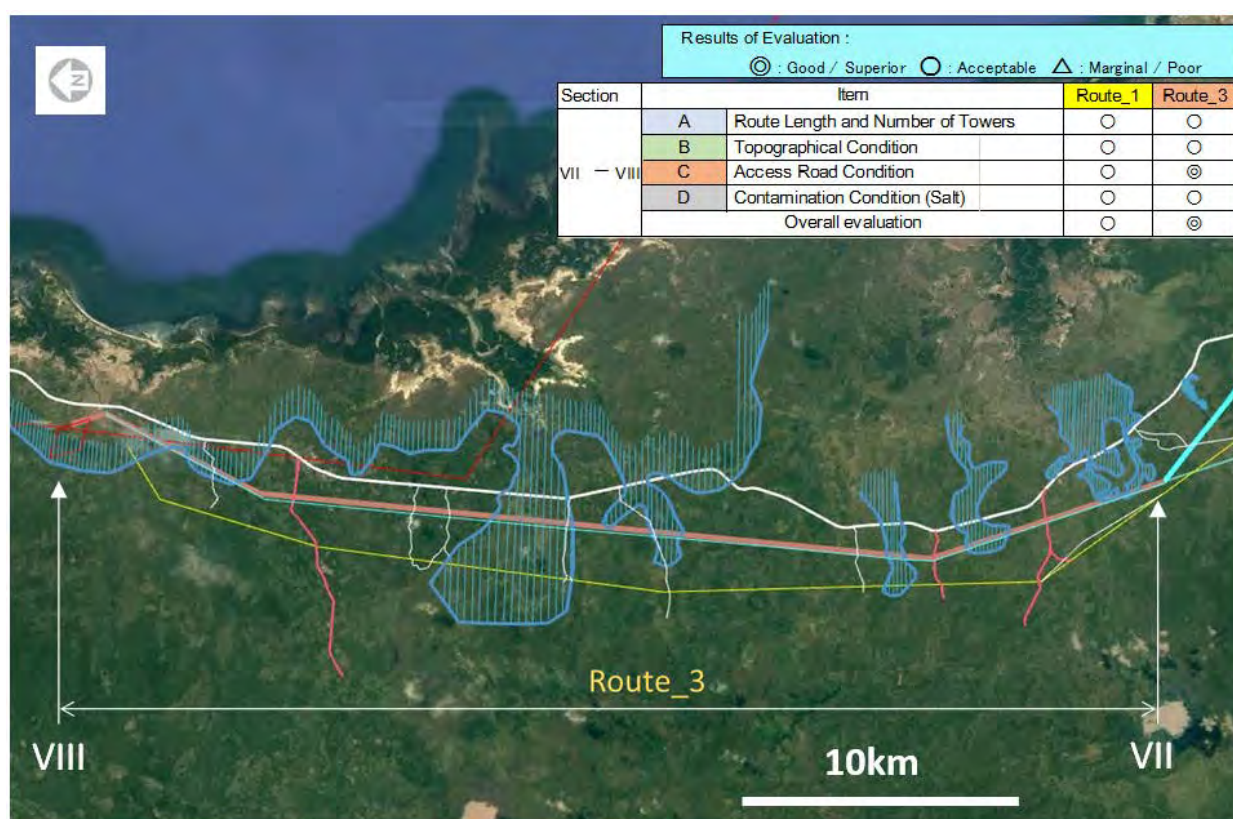 N
Results of Evaluation :
◎ : Good / Superior ○ : Acceptable △ : Marginal / Poor
Section Item Route_1 Route_3
VII － VIII
A Route Length and Number of Towers ○ ○
B Topographical Condition ○ ○
C Access Road Condition ○ ◎
D Contamination Condition (Salt) ○ ○
Overall evaluation ○ ◎
Route_3
VIII
VII
10km